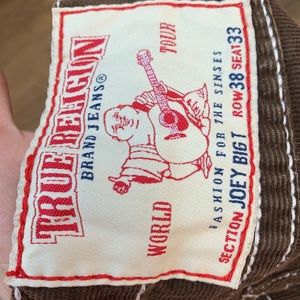 TRUE RELIGION
BRAND JEANS®
WORLD TOUR
FASHION FOR THE SENSES
SECTION JOEY BIGT ROW 38 SEAT 33